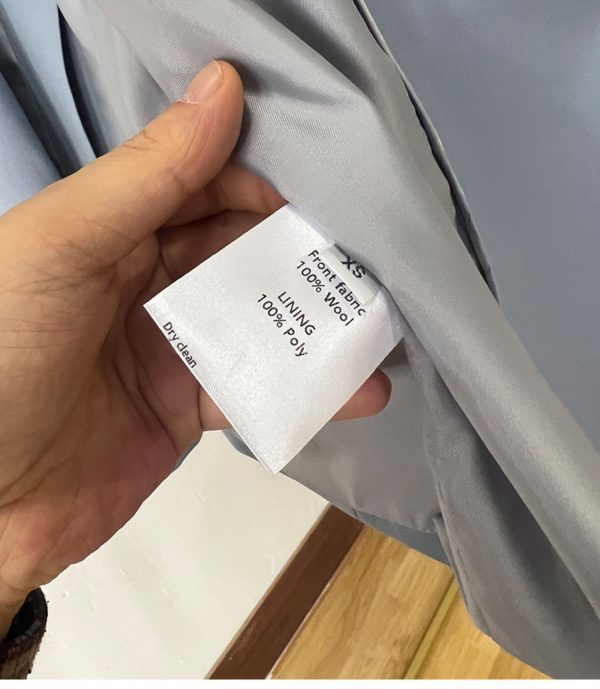 XS
Front fabric
100% Wool
LINING
100% Poly
Dry clean